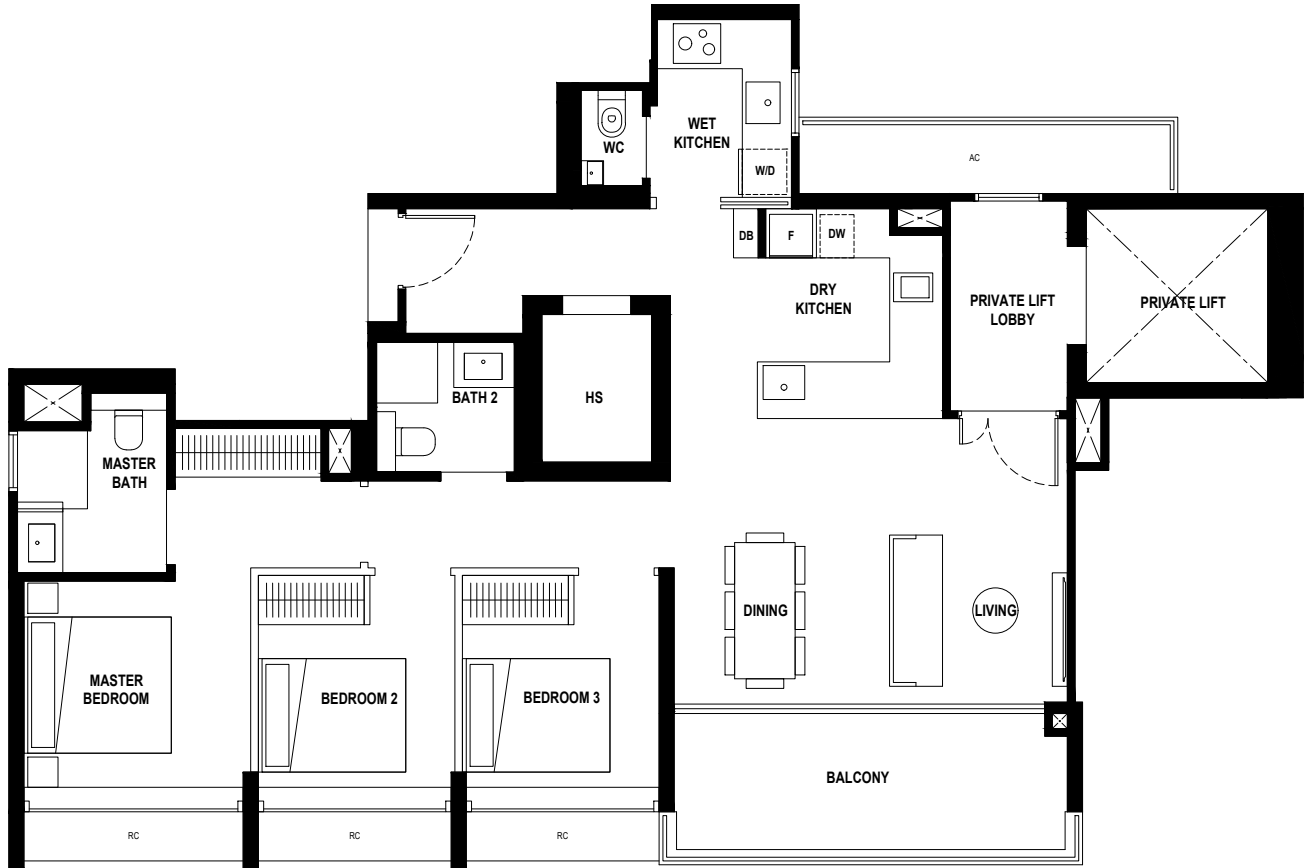 WET
KITCHEN
WC
W/D
AC
DB
F
DW
DRY
KITCHEN
PRIVATE LIFT
LOBBY
PRIVATE LIFT
BATH 2
HS
MASTER
BATH
DINING
LIVING
MASTER
BEDROOM
BEDROOM 2
BEDROOM 3
BALCONY
RC
RC
RC